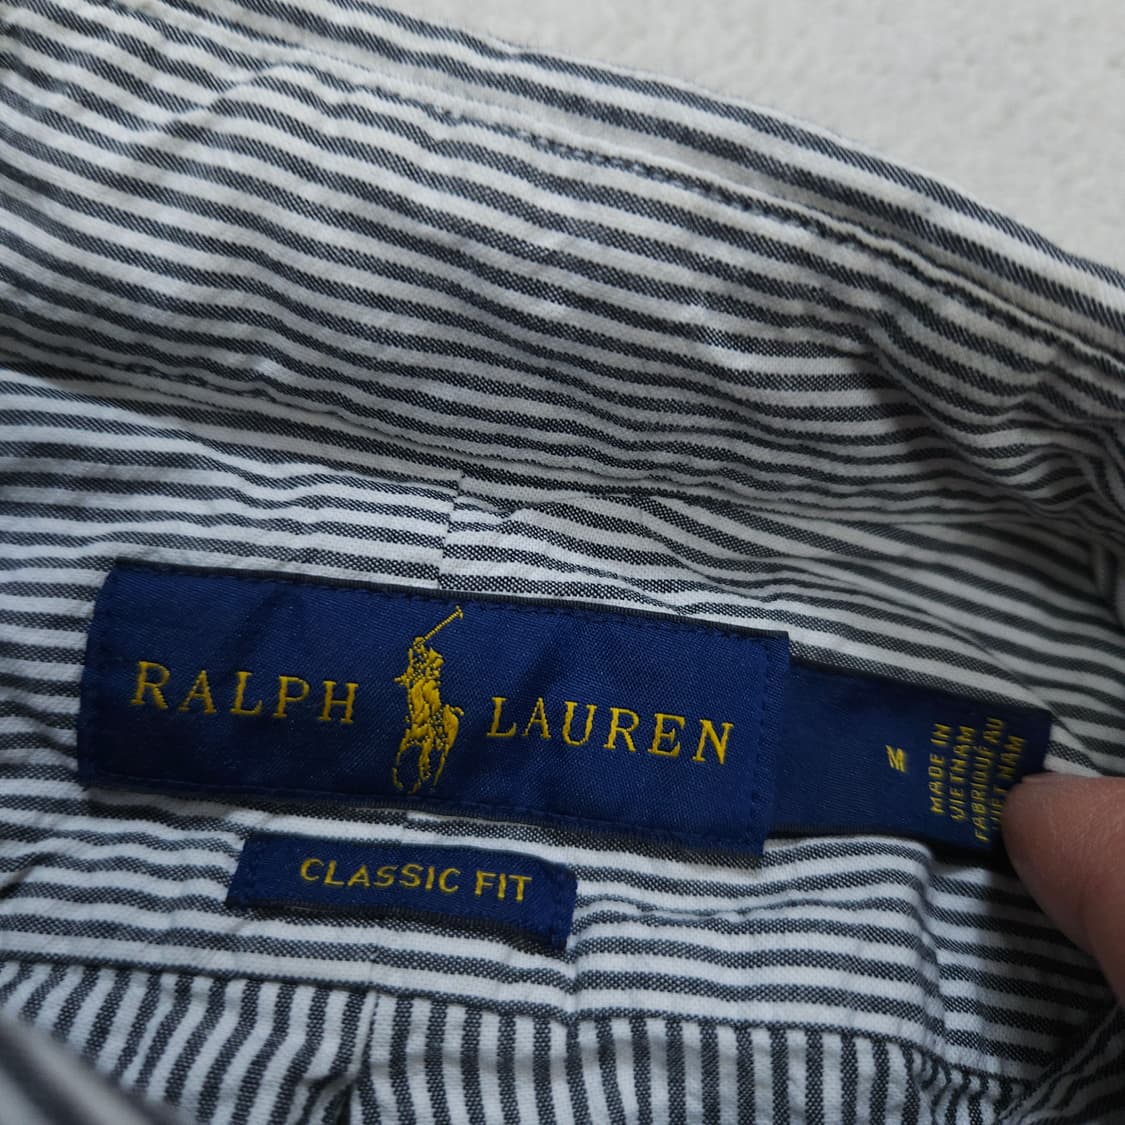 RALPH LAUREN
M
MADE IN
VIETNAM
FABRIQUÉ AU
VIET NAM
CLASSIC FIT